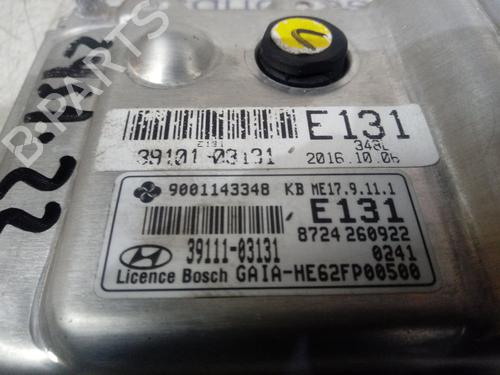 B-PARTS
E131
E131
39101-03131
348L
2016.10.06
9001143348 KB ME17.9.11.1
E131
39111-03131
8724 260922
0241
Licence Bosch GAIA-HE62FP00500